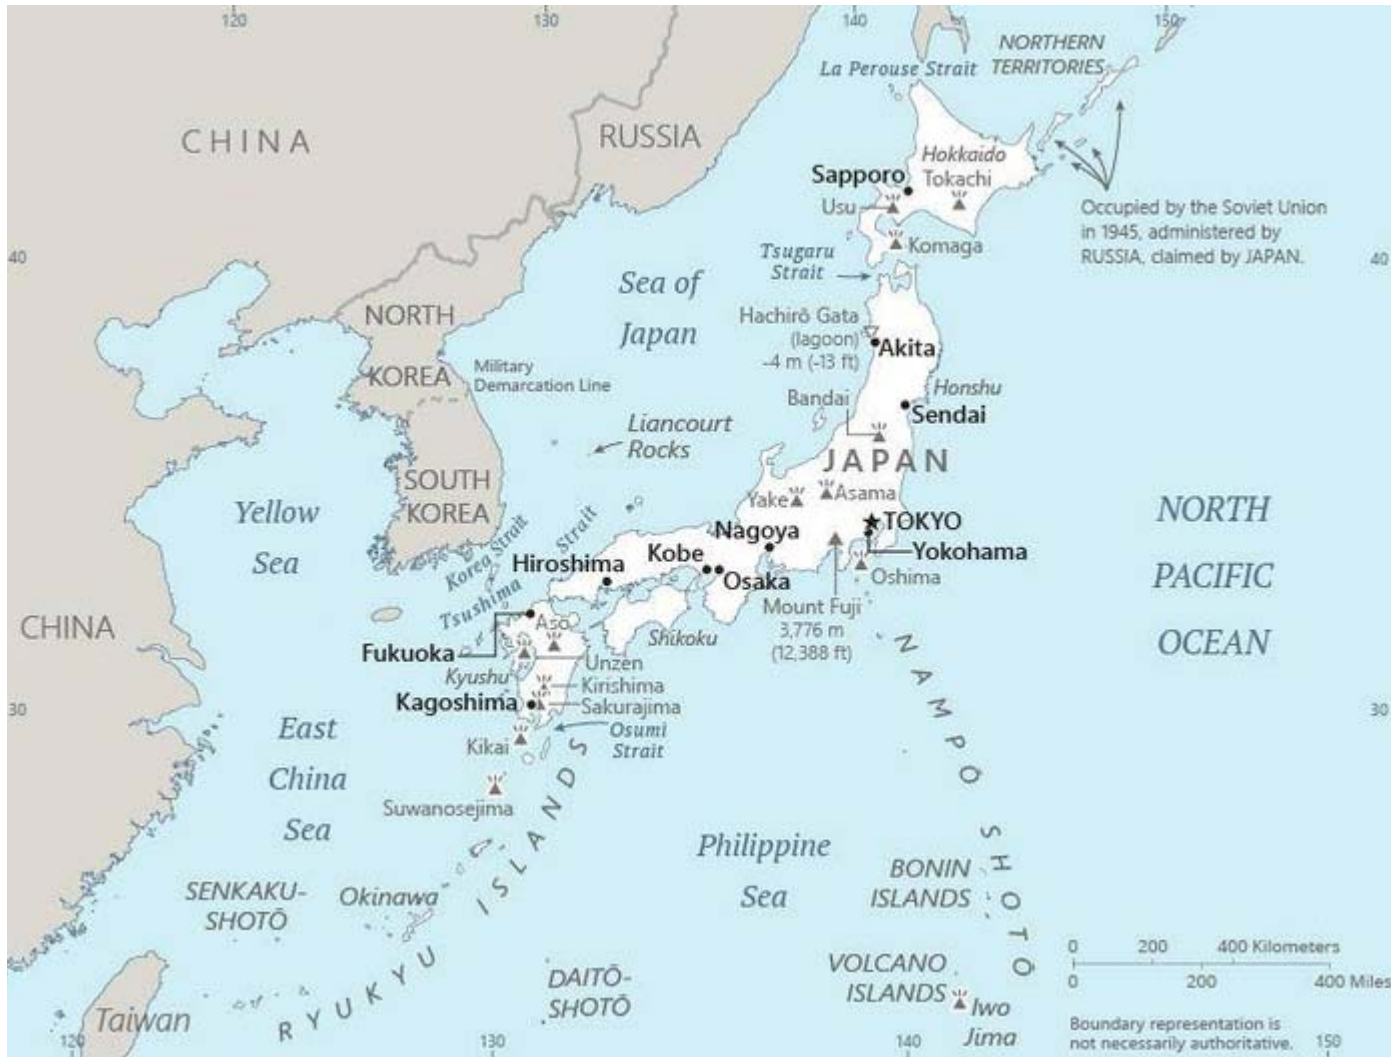 120
130
140
150
NORTHERN
TERRITORIES
La Perouse Strait
CHINA
RUSSIA
Hokkaido
Tokachi
Sapporo
Usu
Komaga
Occupied by the Soviet Union
in 1945, administered by
RUSSIA, claimed by JAPAN.
Tsugaru
Strait
40
40
Sea of
Japan
NORTH
KOREA
Military
Demarcation Line
Hachirō Gata
(lagoon)
-4 m (-13 ft)
Akita
Honshu
Bandai
Sendai
Liancourt
Rocks
JAPAN
SOUTH
KOREA
Yake
Asama
Yellow
Sea
NORTH
PACIFIC
OCEAN
Korea Strait
Tsushima Strait
Nagoya
TOKYO
Yokohama
Hiroshima
Kobe
Osaka
Oshima
Mount Fuji
3,776 m
(12,388 ft)
CHINA
Aso
Shikoku
Fukuoka
Kyushu
Unzen
Kirishima
Kagoshima
Sakurajima
30
30
Osumi
Strait
Kikai
East
China
Sea
Suwanosejima
NAMPŌ SHOTŌ
Philippine
Sea
BONIN
ISLANDS
SENKAKU-
SHOTŌ
Okinawa
RYUKYU ISLANDS
DAITŌ-
SHOTŌ
VOLCANO
ISLANDS
Iwo
Jima
0 200 400 Kilometers
0 200 400 Miles
Taiwan
Boundary representation is
not necessarily authoritative.
120
130
140
150